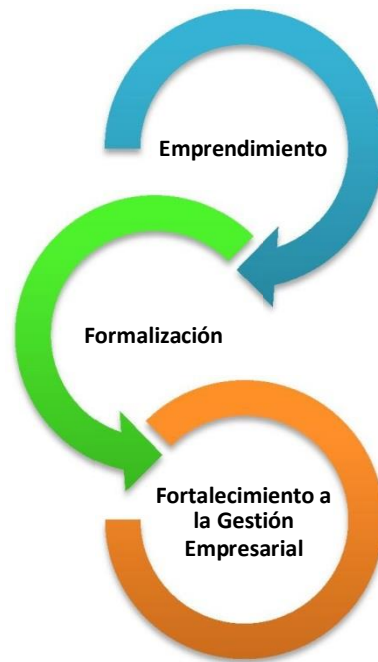 Emprendimiento
Formalización
Fortalecimiento a
la Gestión
Empresarial